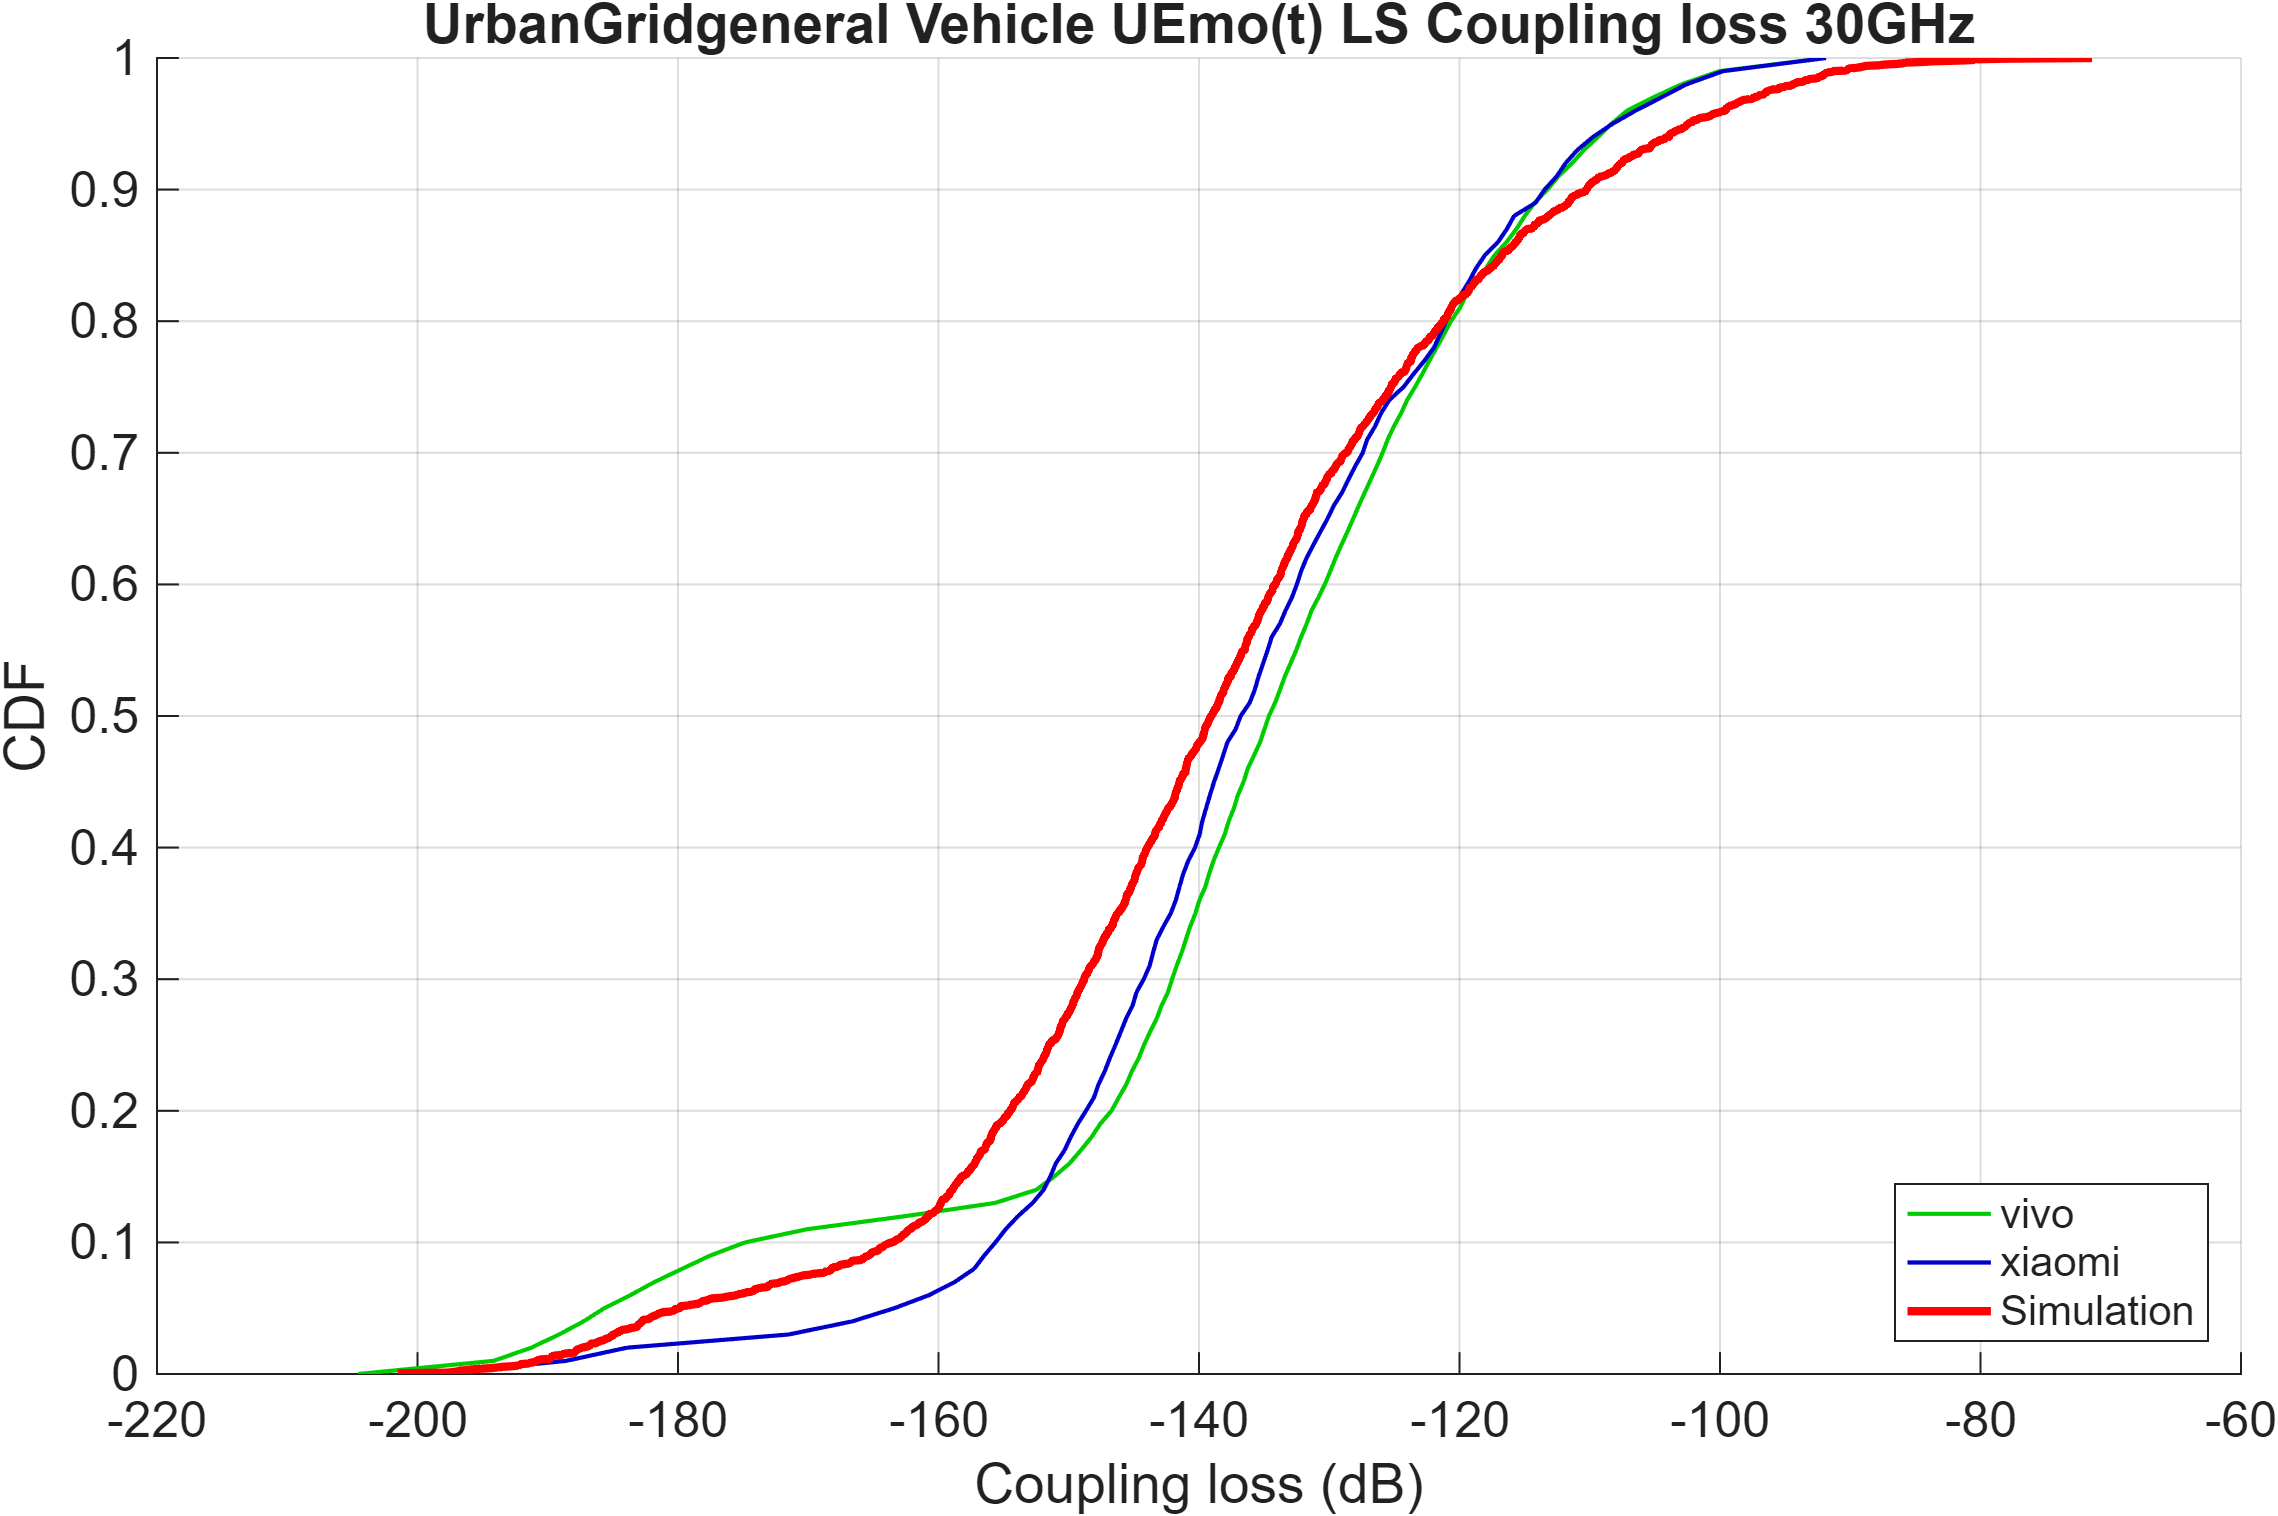 UrbanGridgeneral Vehicle UEmo(t) LS Coupling loss 30GHz
1
0.9
0.8
0.7
0.6
0.5
0.4
0.3
0.2
0.1
0
CDF
-220 -200 -180 -160 -140 -120 -100 -80 -60
Coupling loss (dB)
vivo
xiaomi
Simulation